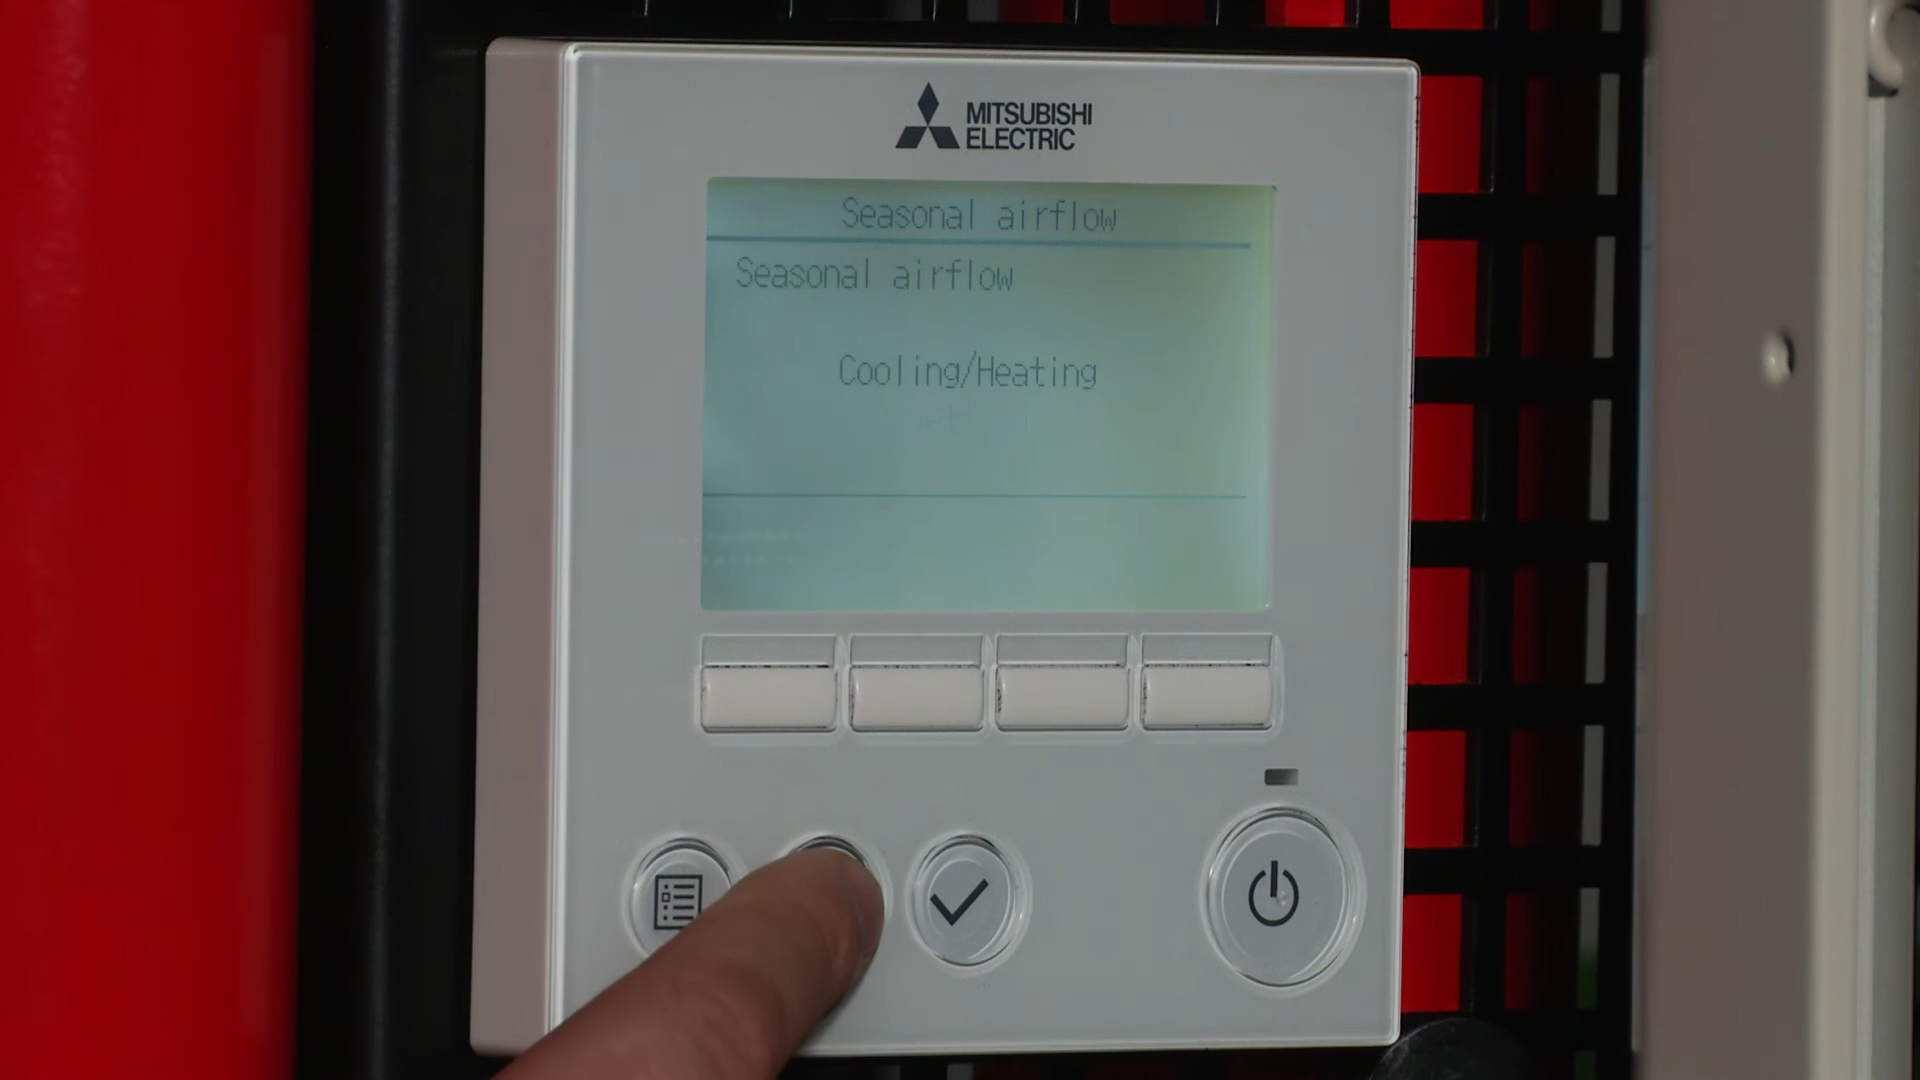 MITSUBISHI
ELECTRIC
Seasonal airflow
Seasonal airflow
Cooling/Heating